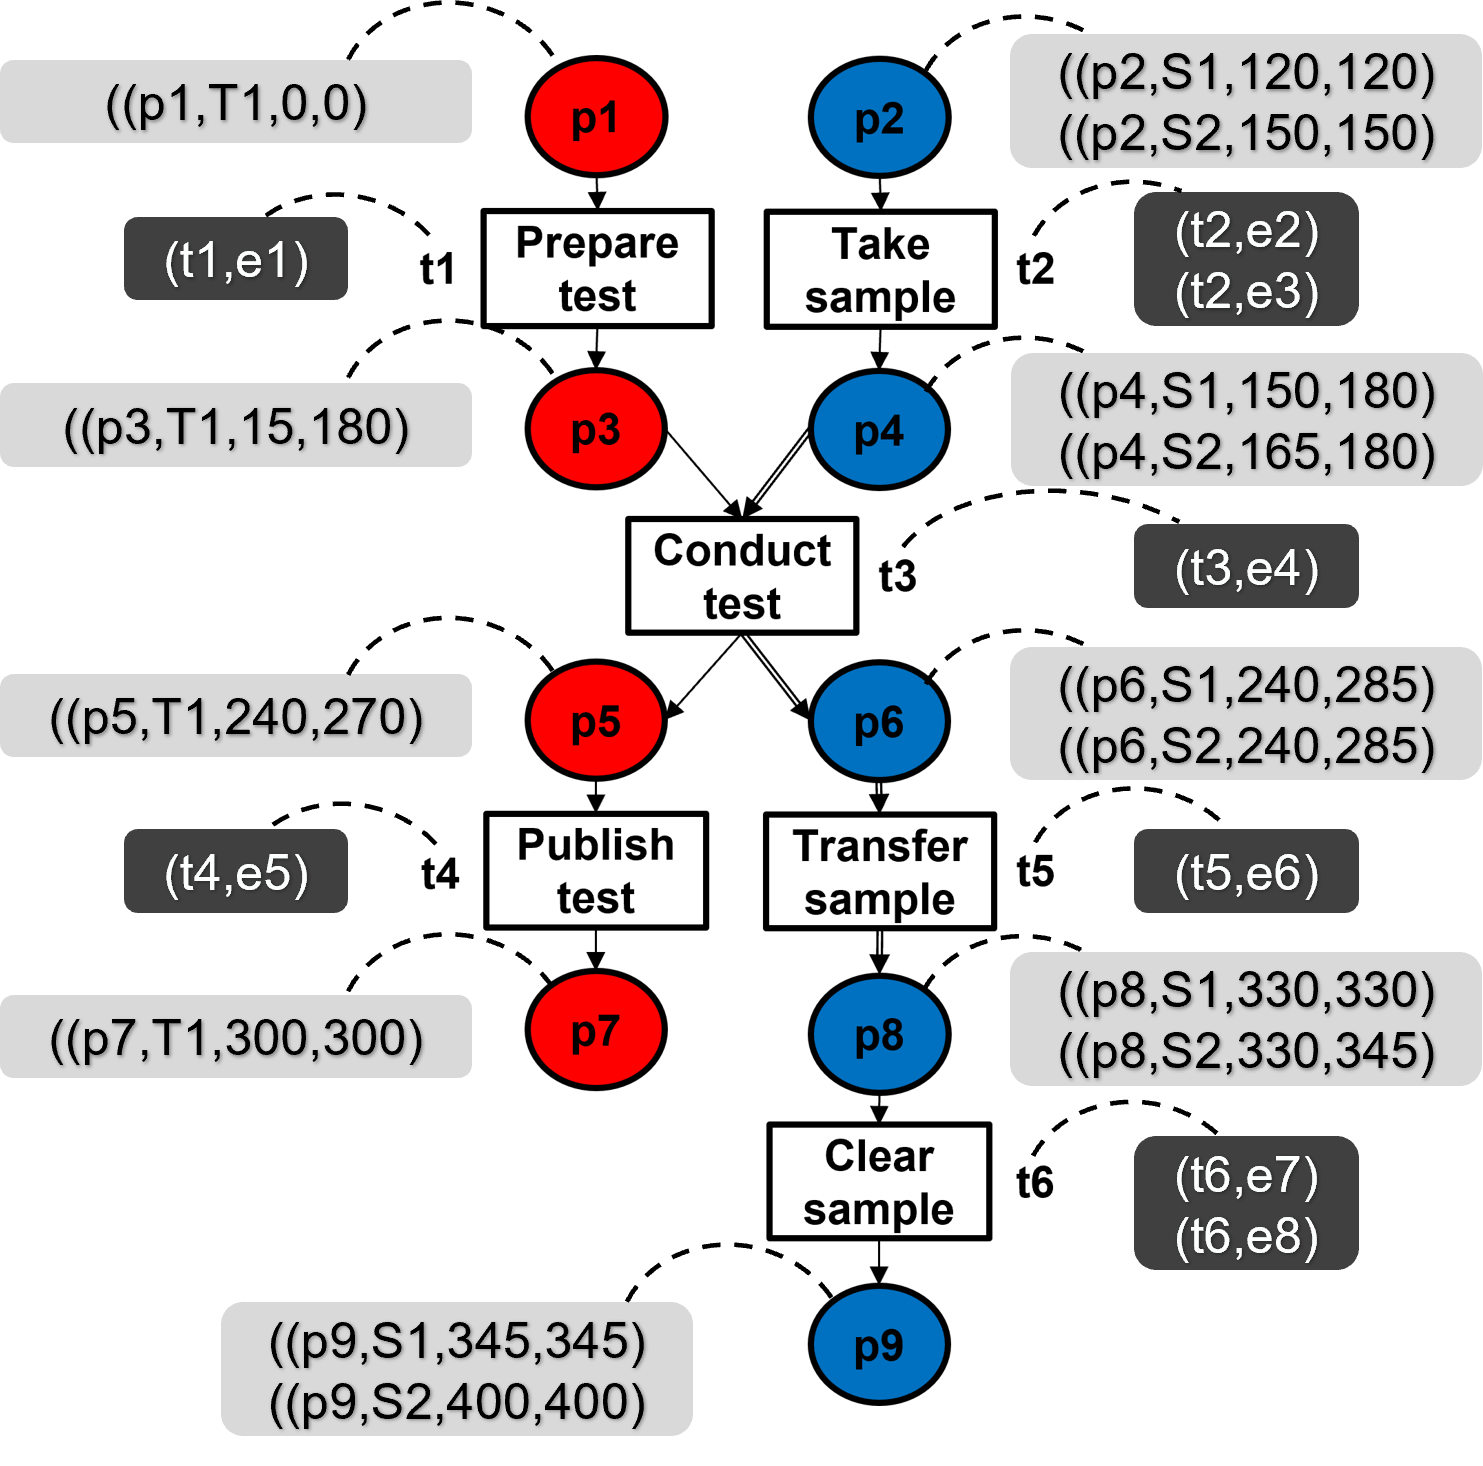 ((p1,T1,0,0)
p1
p2
((p2,S1,120,120)
((p2,S2,150,150)
(t1,e1)
t1
Prepare
test
Take
sample
t2
(t2,e2)
(t2,e3)
((p3,T1,15,180)
p3
p4
((p4,S1,150,180)
((p4,S2,165,180)
Conduct
test
t3
(t3,e4)
((p5,T1,240,270)
p5
p6
((p6,S1,240,285)
((p6,S2,240,285)
(t4,e5)
t4
Publish
test
Transfer
sample
t5
(t5,e6)
((p7,T1,300,300)
p7
p8
((p8,S1,330,330)
((p8,S2,330,345)
Clear
sample
t6
(t6,e7)
(t6,e8)
((p9,S1,345,345)
((p9,S2,400,400)
p9